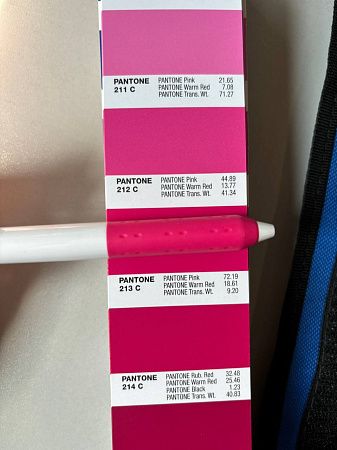 PANTONE PANTONE Pink 21.65
211 C PANTONE Warm Red 7.08
PANTONE Trans. Wt. 71.27
PANTONE PANTONE Pink 44.89
212 C PANTONE Warm Red 13.77
PANTONE Trans. Wt. 41.34
PANTONE PANTONE Pink 72.19
213 C PANTONE Warm Red 18.61
PANTONE Trans. Wt. 9.20
PANTONE PANTONE Rub. Red 32.48
214 C PANTONE Warm Red 25.46
PANTONE Black 1.23
PANTONE Trans. Wt. 40.83